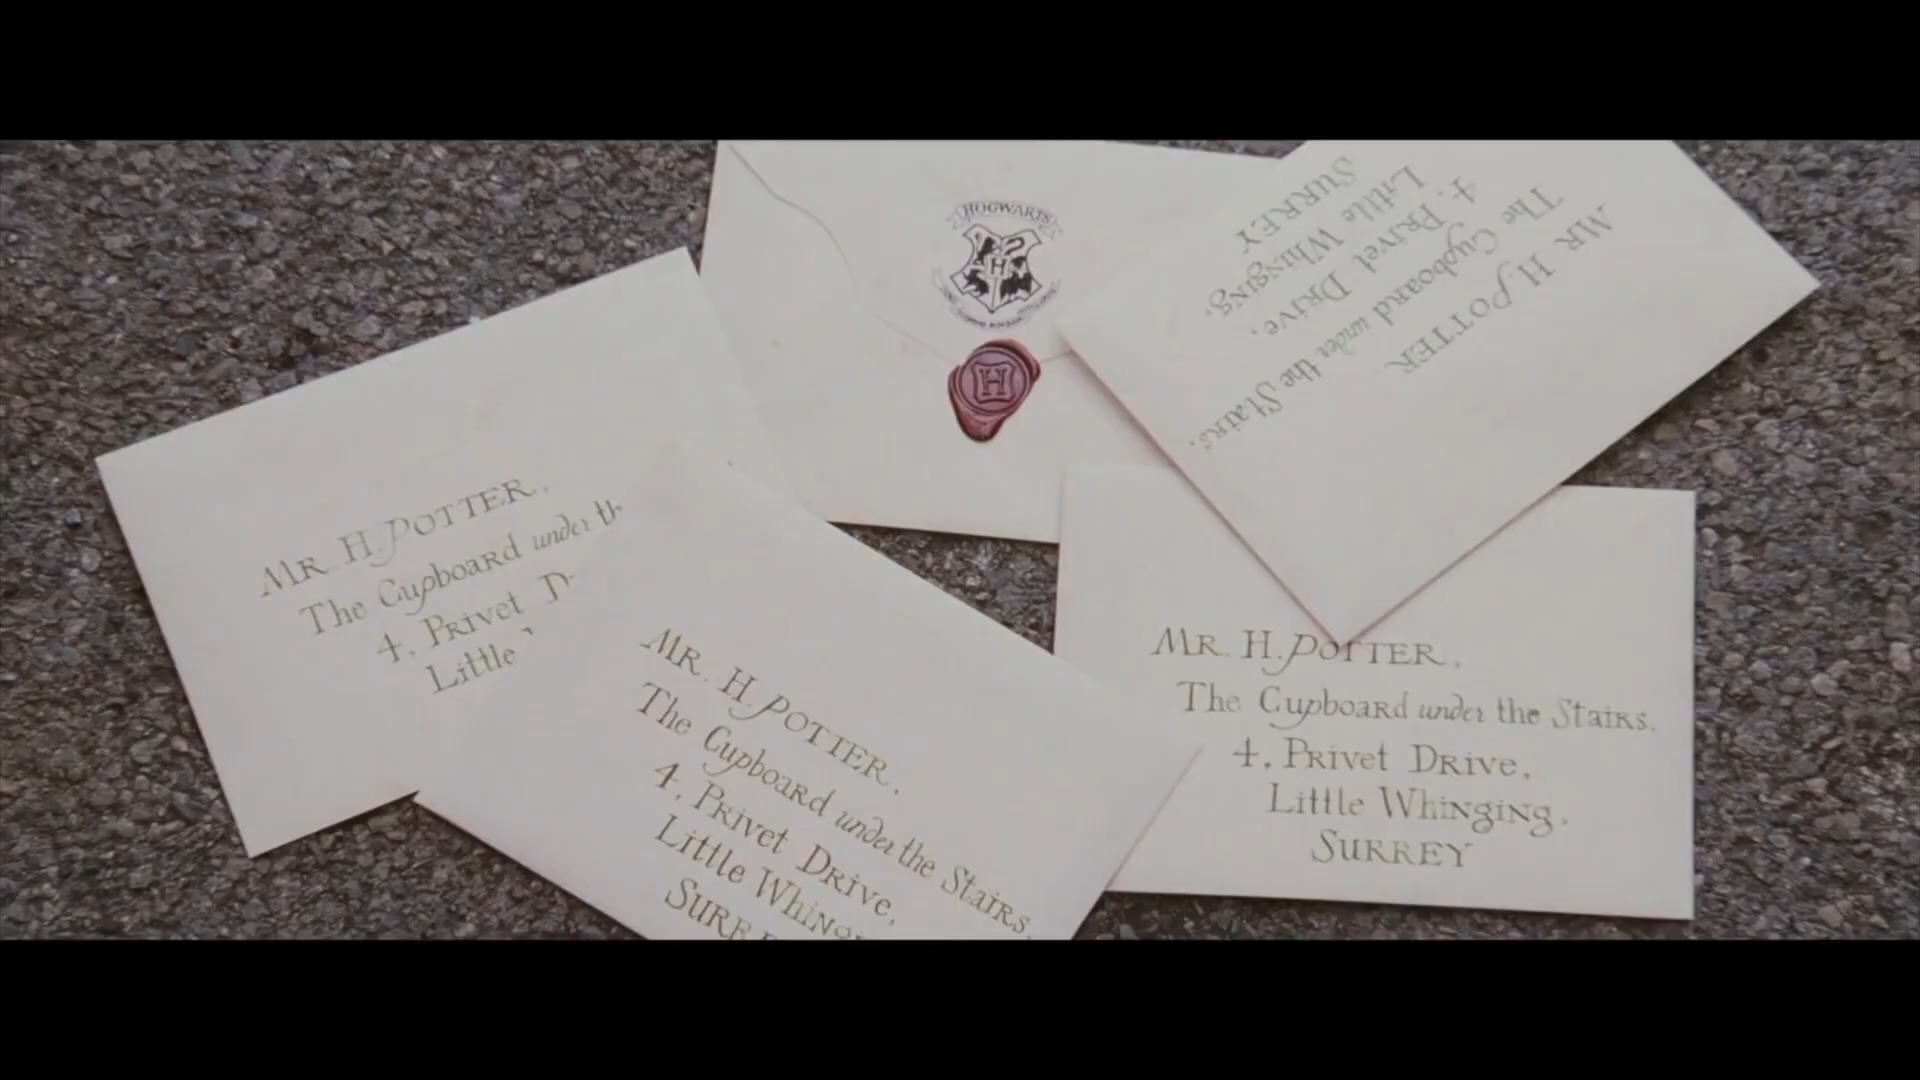 HOGWARTS
H
H
MR. H. POTTER,
The Cupboard under the Stairs,
4, Privet Drive,
Little Whinging,
SURREY
MR. H. POTTER,
The Cupboard under th
4, Privet D
Little
MR. H. POTTER,
The Cupboard under the Stairs,
4, Privet Drive,
Little Whing
SURRE
MR. H. POTTER,
The Cupboard under the Stairs,
4, Privet Drive,
Little Whinging,
SURREY